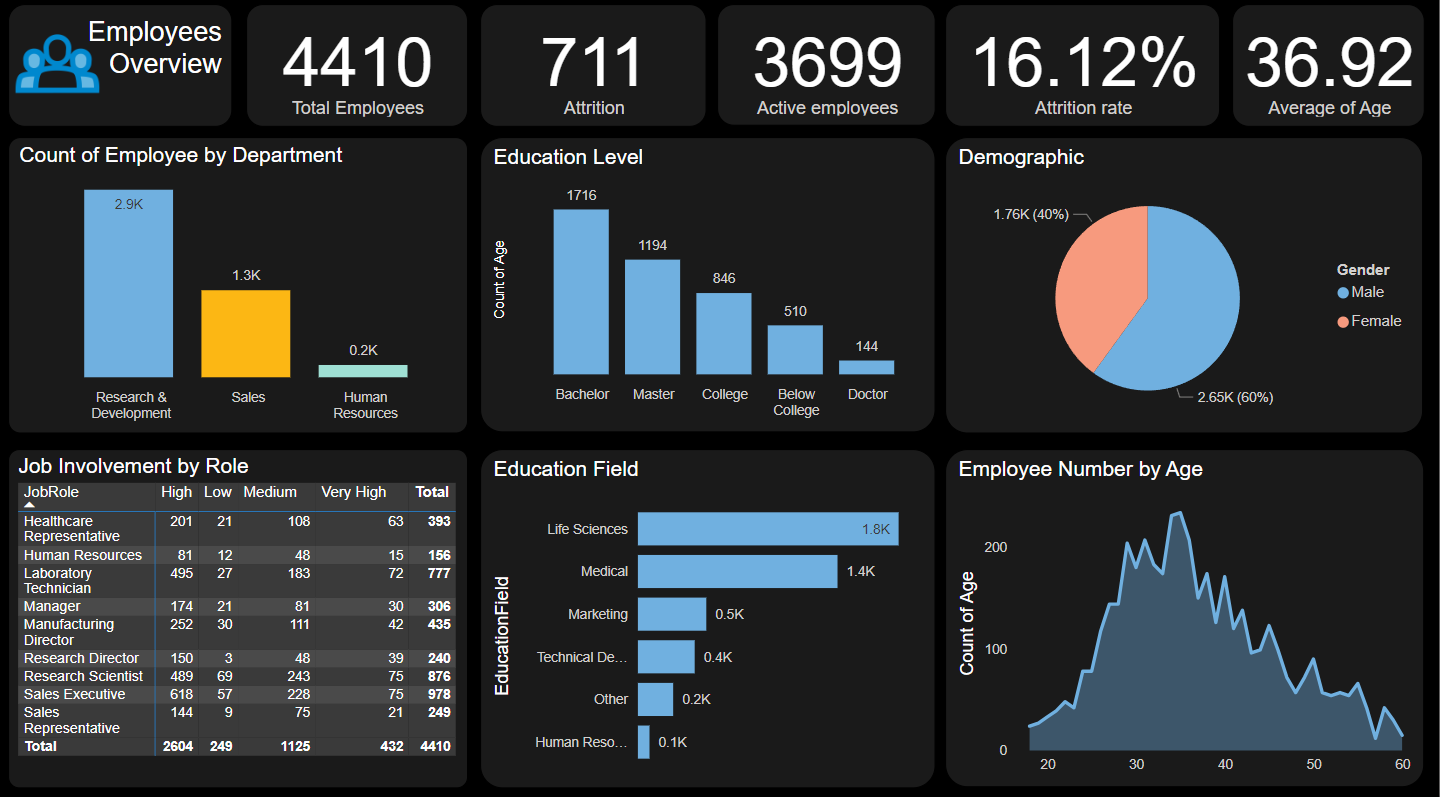 Employees
Overview
4410
Total Employees
711
Attrition
3699
Active employees
16.12%
Attrition rate
36.92
Average of Age
Count of Employee by Department
2.9K
1.3K
0.2K
Research &
Development
Sales
Human
Resources
Education Level
Count of Age
1716
1194
846
510
144
Bachelor
Master
College
Below
College
Doctor
Demographic
1.76K (40%)
2.65K (60%)
Gender
Male
Female
Job Involvement by Role
JobRole High Low Medium Very High Total
Healthcare
Representative 201 21 108 63 393
Human Resources 81 12 48 15 156
Laboratory
Technician 495 27 183 72 777
Manager 174 21 81 30 306
Manufacturing
Director 252 30 111 42 435
Research Director 150 3 48 39 240
Research Scientist 489 69 243 75 876
Sales Executive 618 57 228 75 978
Sales
Representative 144 9 75 21 249
Total 2604 249 1125 432 4410
Education Field
EducationField
Life Sciences 1.8K
Medical 1.4K
Marketing 0.5K
Technical De... 0.4K
Other 0.2K
Human Reso... 0.1K
Employee Number by Age
Count of Age
200
100
0
20 30 40 50 60